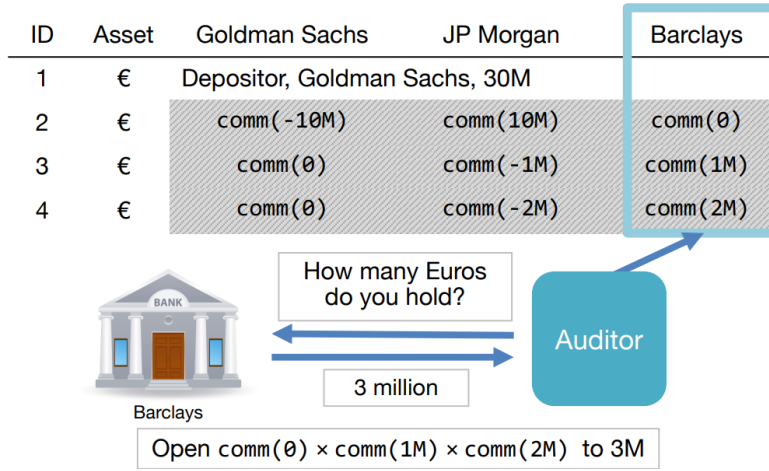 ID Asset Goldman Sachs JP Morgan Barclays
1 € Depositor, Goldman Sachs, 30M
2 € comm(-10M) comm(10M) comm(0)
3 € comm(0) comm(-1M) comm(1M)
4 € comm(0) comm(-2M) comm(2M)
How many Euros
do you hold?
BANK
Auditor
3 million
Barclays
Open comm(0) × comm(1M) × comm(2M) to 3M